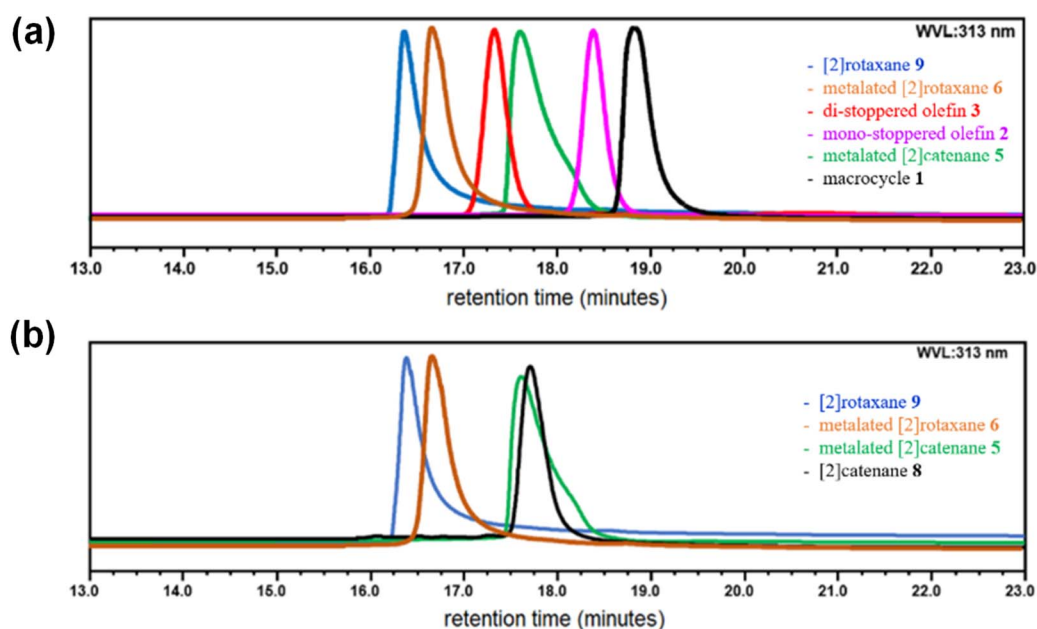 (a)
WVL:313 nm
- [2]rotaxane 9
- metalated [2]rotaxane 6
- di-stoppered olefin 3
- mono-stoppered olefin 2
- metalated [2]catenane 5
- macrocycle 1
13.0 14.0 15.0 16.0 17.0 18.0 19.0 20.0 21.0 22.0 23.0
retention time (minutes)
(b)
WVL:313 nm
- [2]rotaxane 9
- metalated [2]rotaxane 6
- metalated [2]catenane 5
- [2]catenane 8
13.0 14.0 15.0 16.0 17.0 18.0 19.0 20.0 21.0 22.0 23.0
retention time (minutes)